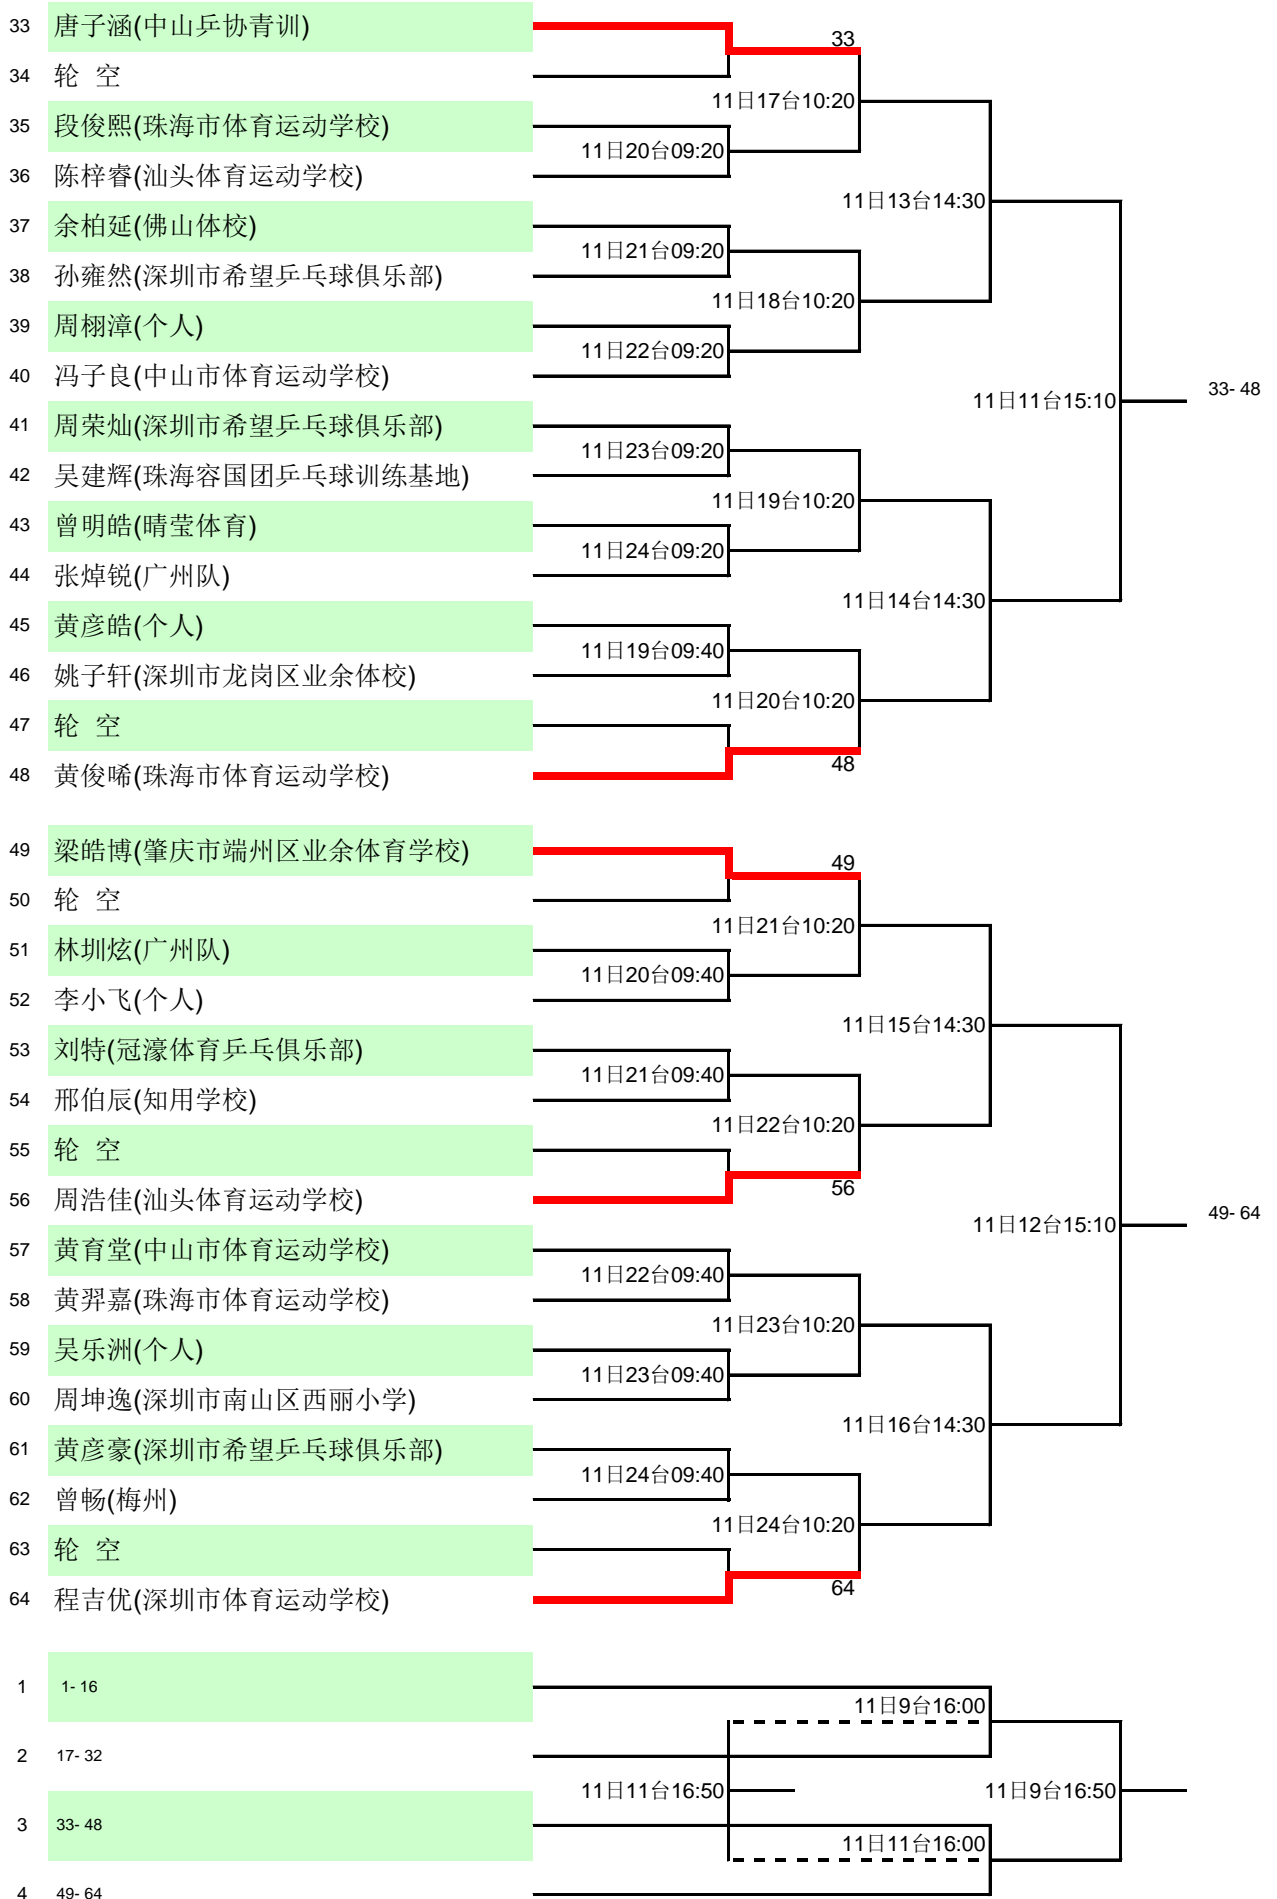 33 唐子涵(中山乒协青训)
33
34 轮 空
11日17台10:20
35 段俊熙(珠海市体育运动学校)
11日20台09:20
36 陈梓睿(汕头体育运动学校)
11日13台14:30
37 余柏延(佛山体校)
11日21台09:20
38 孙雍然(深圳市希望乒乓球俱乐部)
11日18台10:20
39 周栩漳(个人)
11日22台09:20
40 冯子良(中山市体育运动学校)
11日11台15:10
33-48
41 周荣灿(深圳市希望乒乓球俱乐部)
11日23台09:20
42 吴建辉(珠海容国团乒乓球训练基地)
11日19台10:20
43 曾明皓(晴莹体育)
11日24台09:20
44 张焯锐(广州队)
11日14台14:30
45 黄彦皓(个人)
11日19台09:40
46 姚子轩(深圳市龙岗区业余体校)
11日20台10:20
47 轮 空
48
48 黄俊唏(珠海市体育运动学校)
49 梁皓博(肇庆市端州区业余体育学校)
49
50 轮 空
11日21台10:20
51 林圳炫(广州队)
11日20台09:40
52 李小飞(个人)
11日15台14:30
53 刘特(冠濠体育乒乓俱乐部)
11日21台09:40
54 邢伯辰(知用学校)
11日22台10:20
55 轮 空
56
56 周浩佳(汕头体育运动学校)
11日12台15:10
49-64
57 黄育堂(中山市体育运动学校)
11日22台09:40
58 黄羿嘉(珠海市体育运动学校)
11日23台10:20
59 吴乐洲(个人)
11日23台09:40
60 周坤逸(深圳市南山区西丽小学)
11日16台14:30
61 黄彦豪(深圳市希望乒乓球俱乐部)
11日24台09:40
62 曾畅(梅州)
11日24台10:20
63 轮 空
64
64 程吉优(深圳市体育运动学校)
1 1-16
11日9台16:00
2 17-32
11日11台16:50
11日9台16:50
3 33-48
11日11台16:00
4 49-64